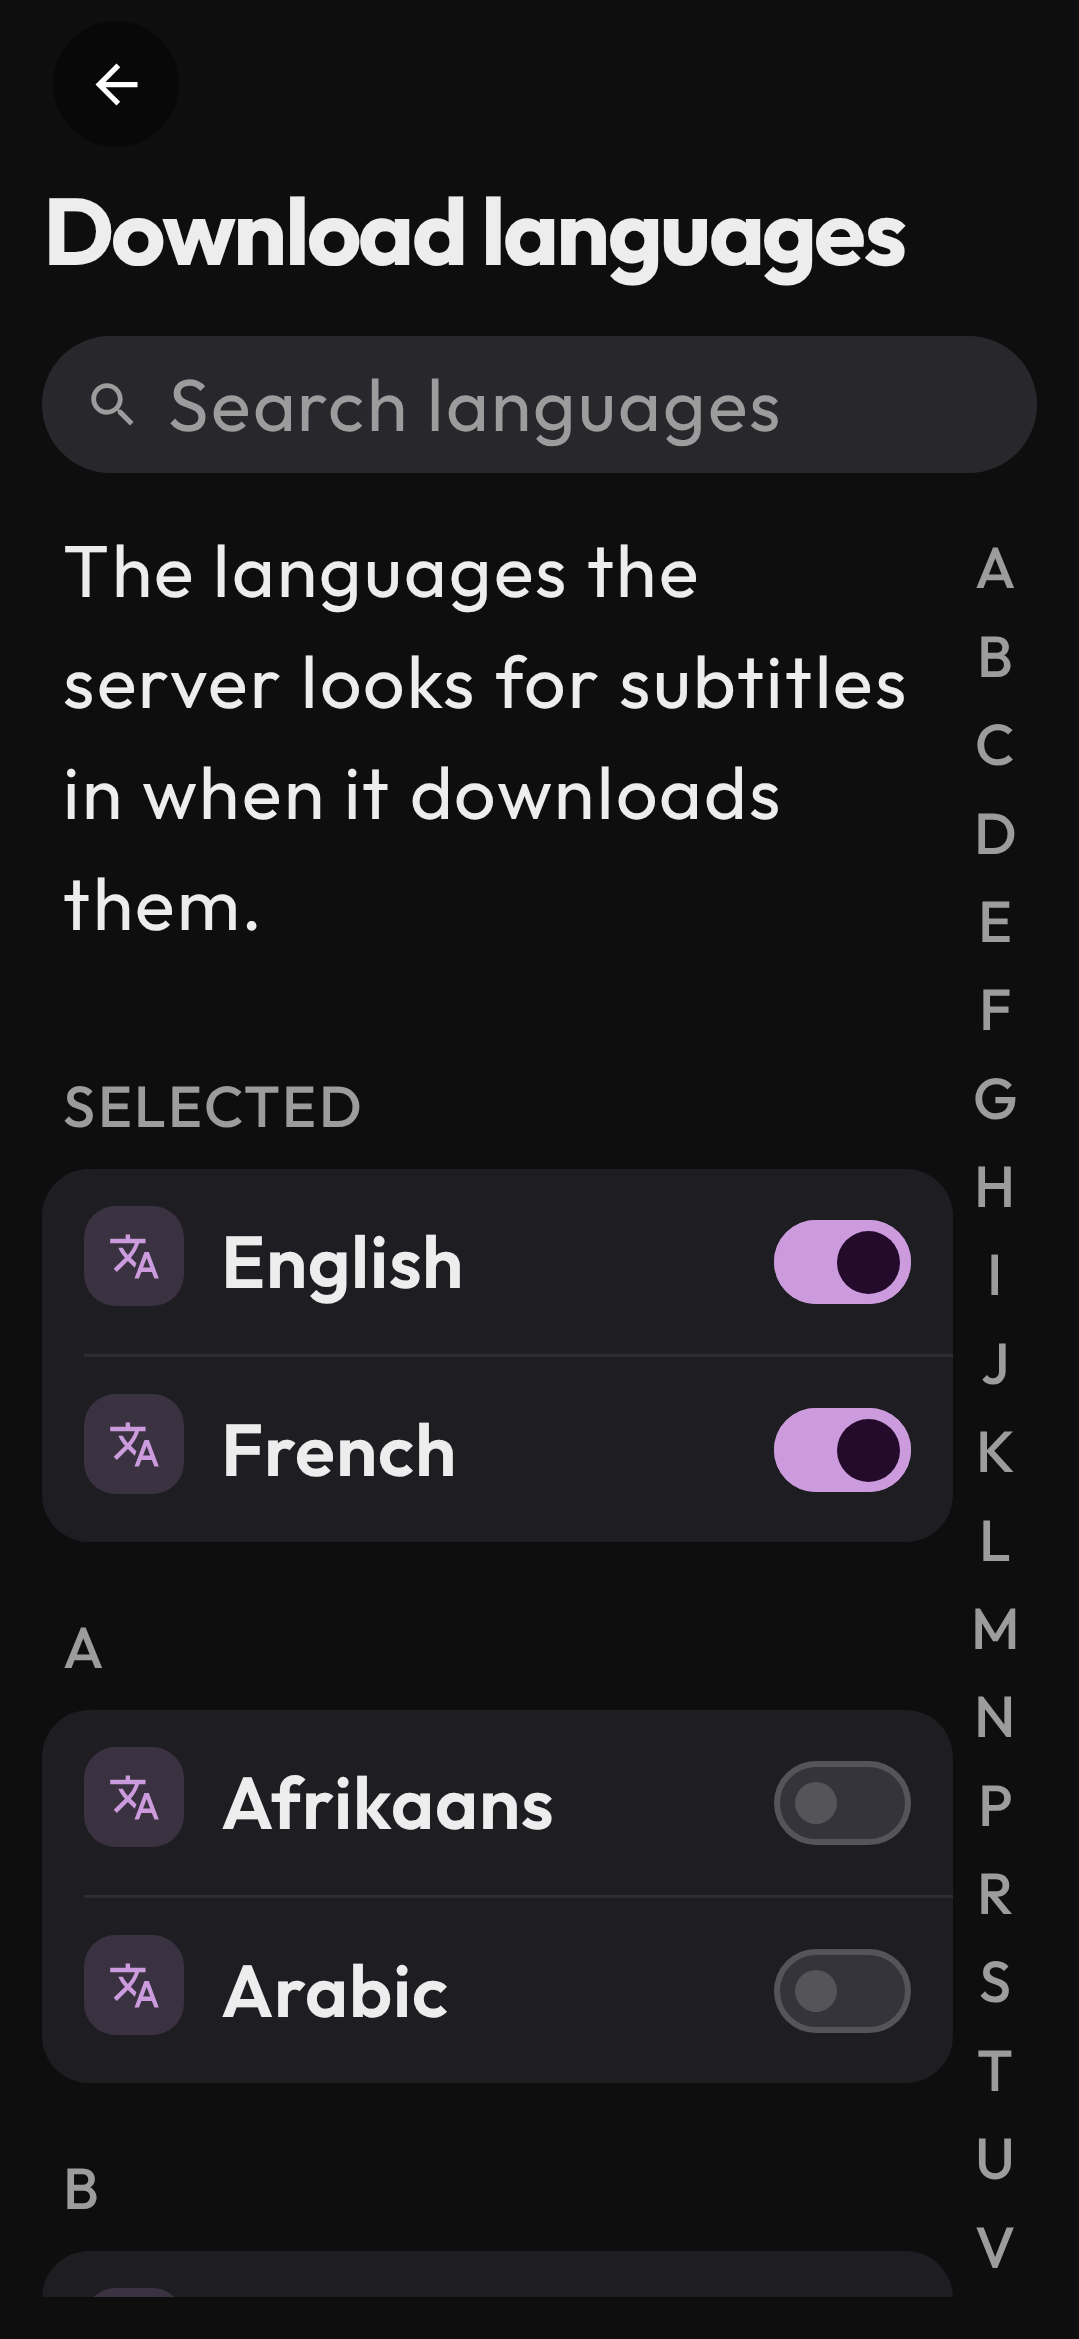 Download languages
Search languages
The languages the
server looks for subtitles
in when it downloads
them.
SELECTED
English
French
A
Afrikaans
Arabic
B
A
B
C
D
E
F
G
H
I
J
K
L
M
N
P
R
S
T
U
V